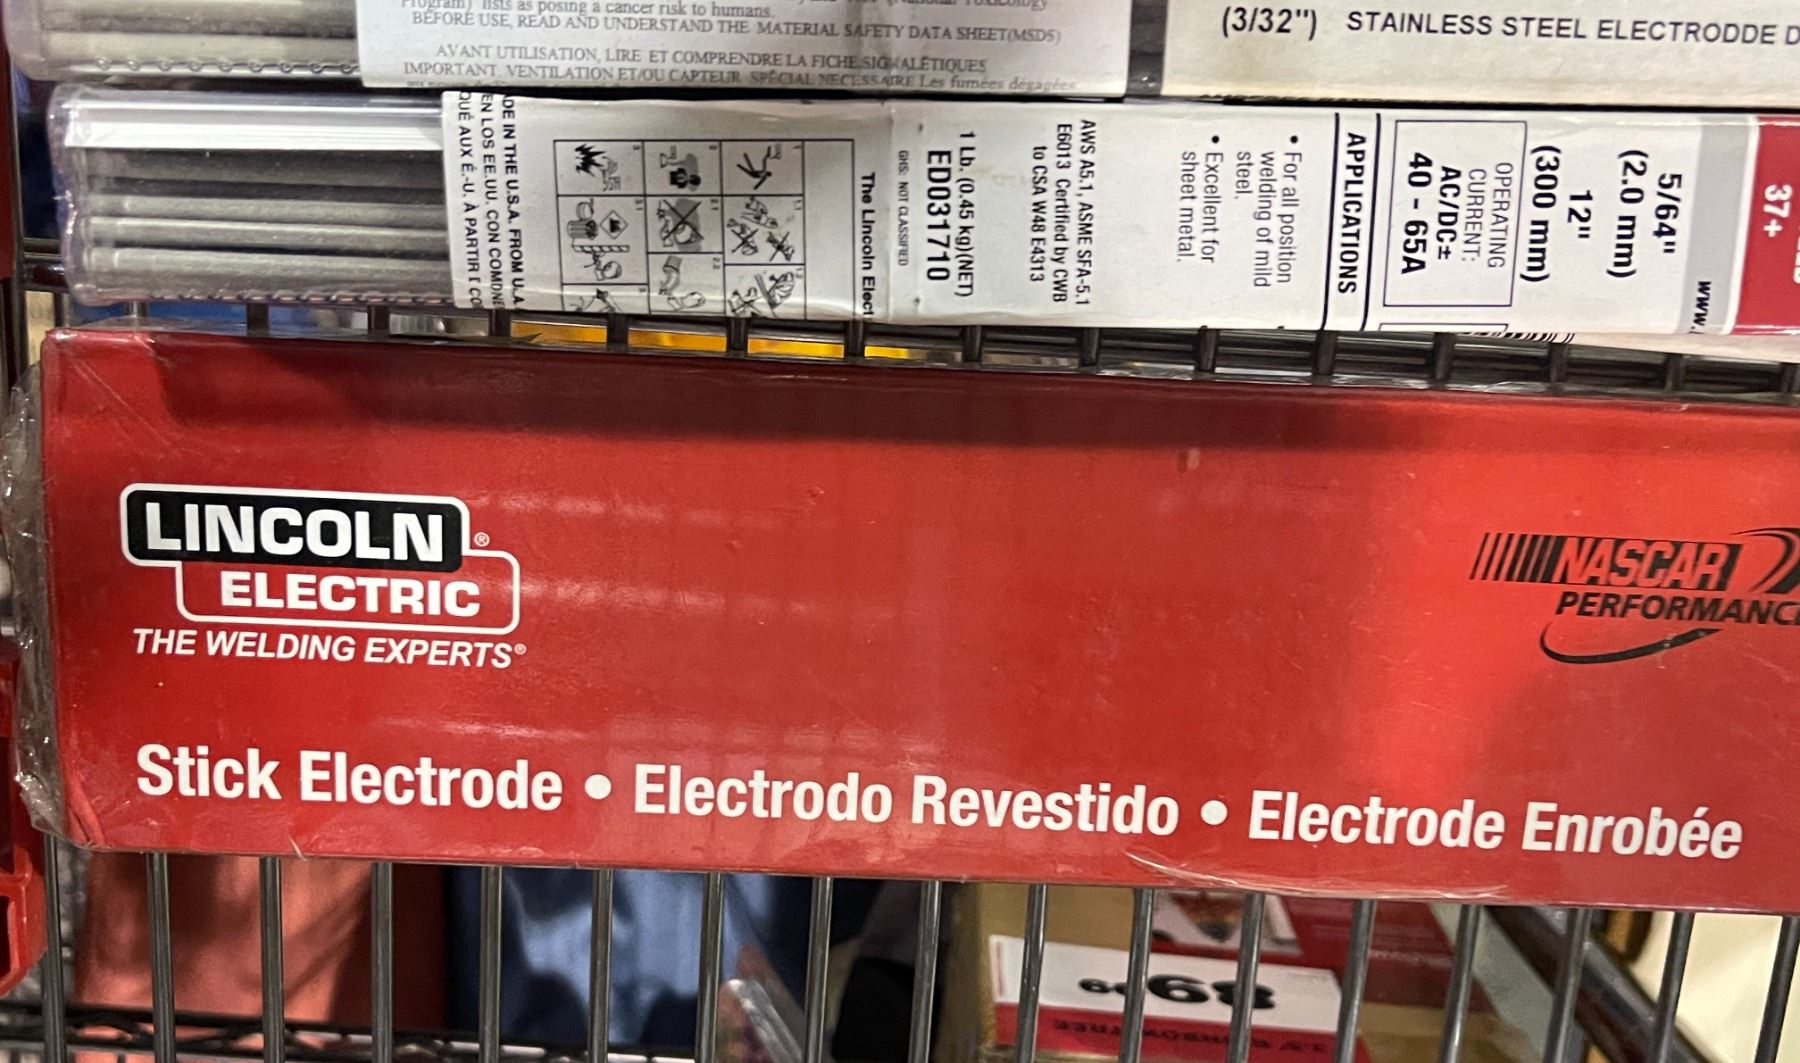 lists as posing a cancer risk to humans.
BEFORE USE, READ AND UNDERSTAND THE MATERIAL SAFETY DATA SHEET(MSDS)
AVANT UTILISATION, LIRE ET COMPRENDRE LA FICHE SIGNALÉTIQUES
IMPORTANT. VENTILATION ET/OU CAPTEUR SPÉCIAL NECESSAIRE Les fumées dégagées
(3/32") STAINLESS STEEL ELECTRODDE D
37+
www.
5/64"
(2.0 mm)
12"
(300 mm)
OPERATING
CURRENT:
AC/DC±
40 - 65A
APPLICATIONS
• For all position
welding of mild
steel.
• Excellent for
sheet metal.
AWS A5.1, ASME SFA-5.1
E6013 Certified by CWB
to CSA W48 E4313
1 Lb. (0.45 kg)(NET)
ED031710
GHS: NOT CLASSIFIED
The Lincoln Elect
DE IN THE U.S.A. FROM U.S.A
EN LOS EE.UU. CON COMPONE
QUÉ AUX É.-U. À PARTIR DE CO
LINCOLN®
ELECTRIC
THE WELDING EXPERTS®
NASCAR
PERFORMANCE
Stick Electrode • Electrodo Revestido • Electrode Enrobée